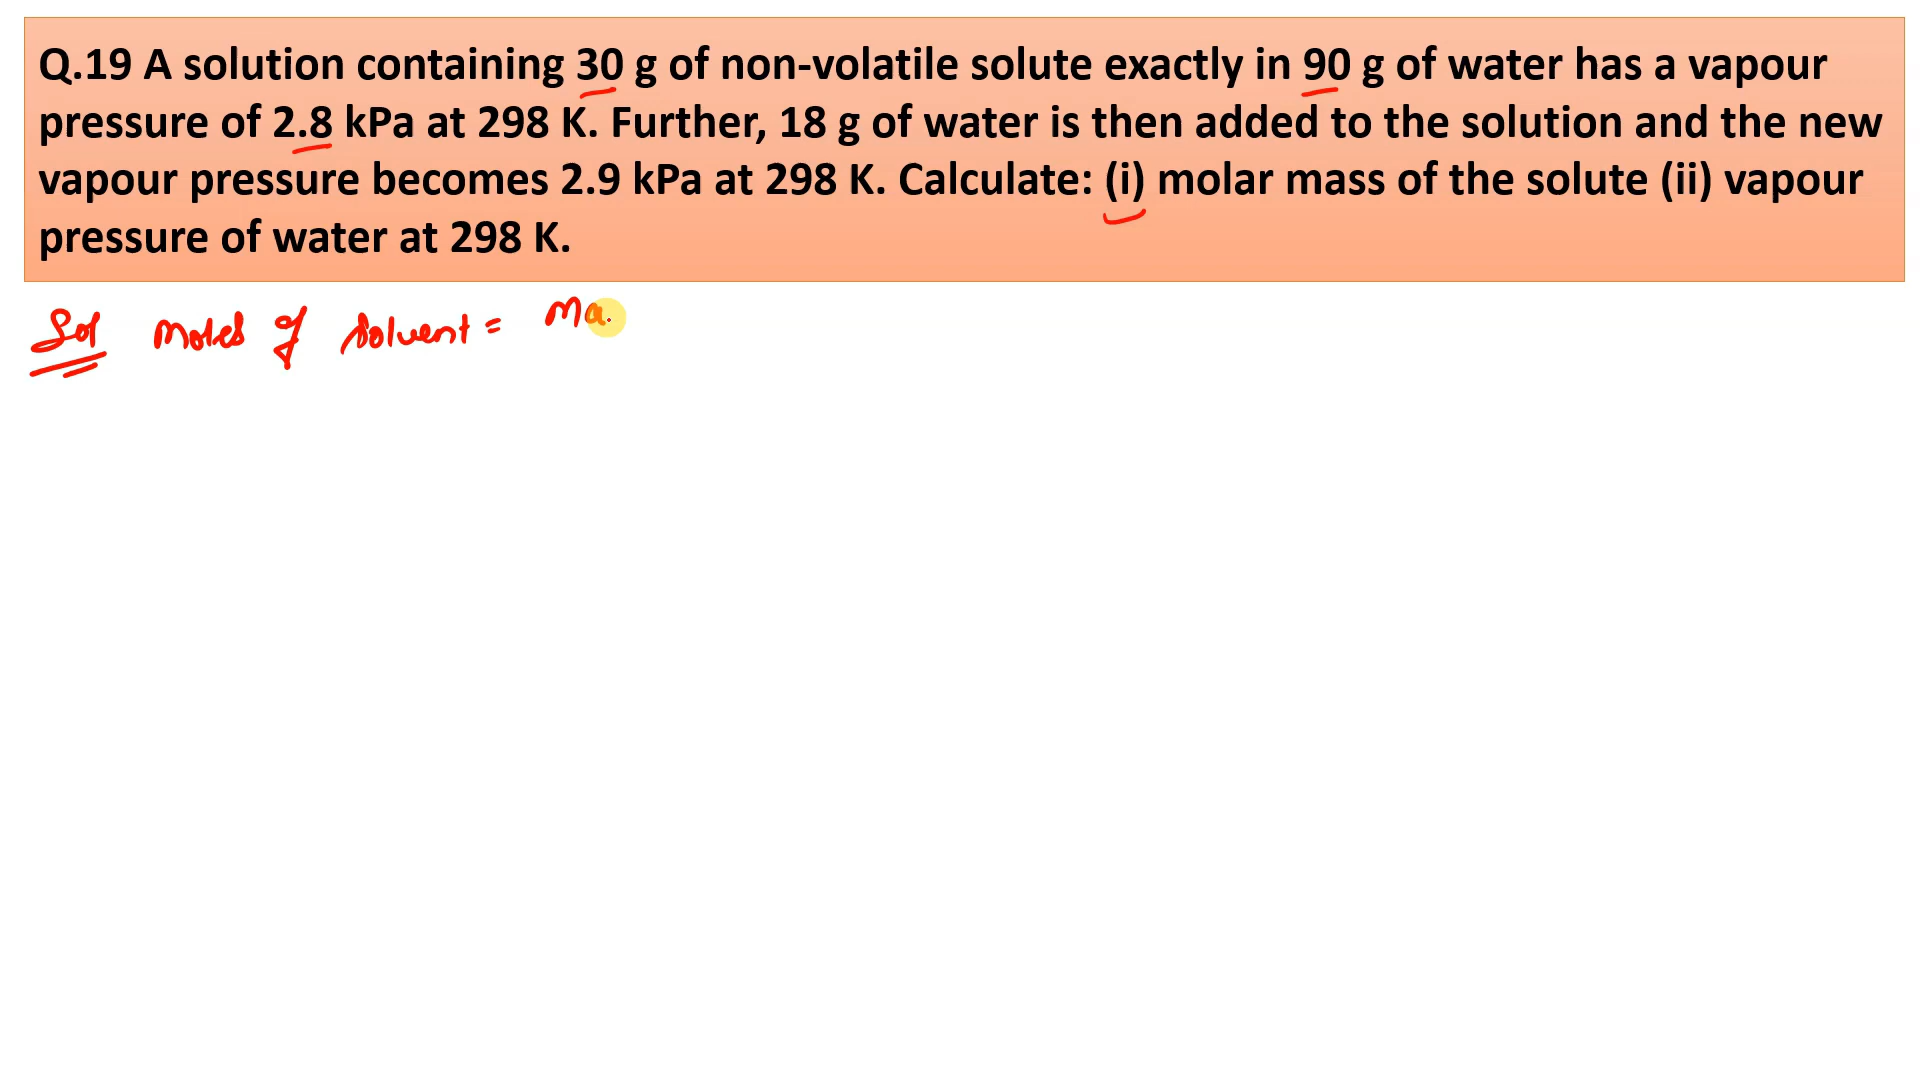 Q.19 A solution containing 30 g of non-volatile solute exactly in 90 g of water has a vapour
pressure of 2.8 kPa at 298 K. Further, 18 g of water is then added to the solution and the new
vapour pressure becomes 2.9 kPa at 298 K. Calculate: (i) molar mass of the solute (ii) vapour
pressure of water at 298 K.
Sol Moles of solvent = Ma